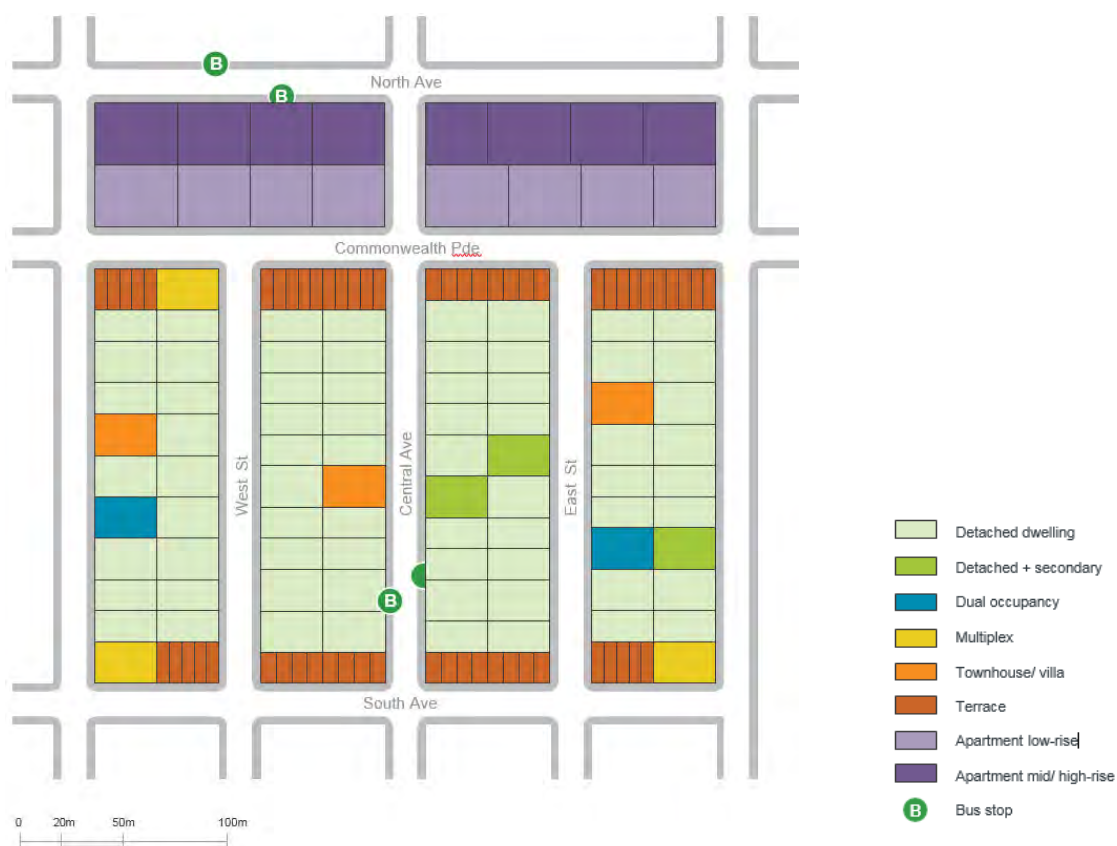 B
B
North Ave
Commonwealth Pde
West St
Central Ave
East St
B
South Ave
Detached dwelling
Detached + secondary
Dual occupancy
Multiplex
Townhouse/ villa
Terrace
Apartment low-rise
Apartment mid/ high-rise
B Bus stop
0 20m 50m 100m